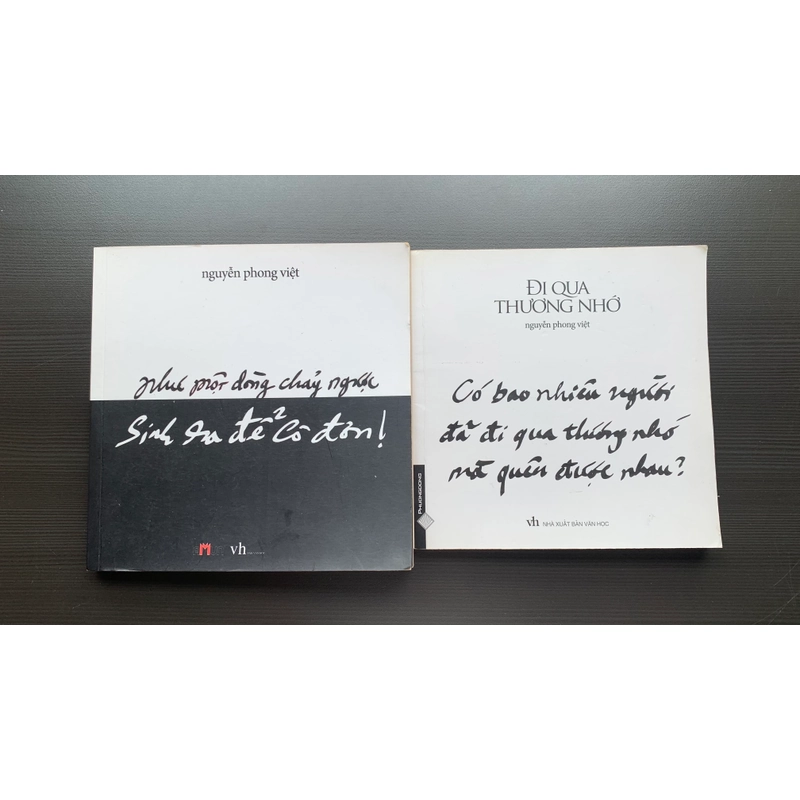 nguyễn phong việt
như một dòng chảy ngược
Sinh ra để cô đơn!
vh
ĐI QUA
THƯƠNG NHỚ
nguyễn phong việt
Có bao nhiêu người
đã đi qua thương nhớ
mà quên được nhau?
PHUONGDONG
vh NHÀ XUẤT BẢN VĂN HỌC